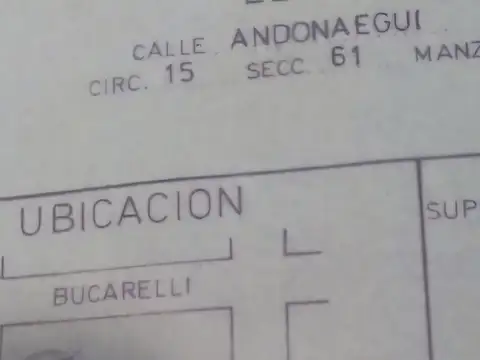 CALLE ANDONAEGUI
CIRC. 15 SECC. 61 MANZ
UBICACION
SUP
BUCARELLI